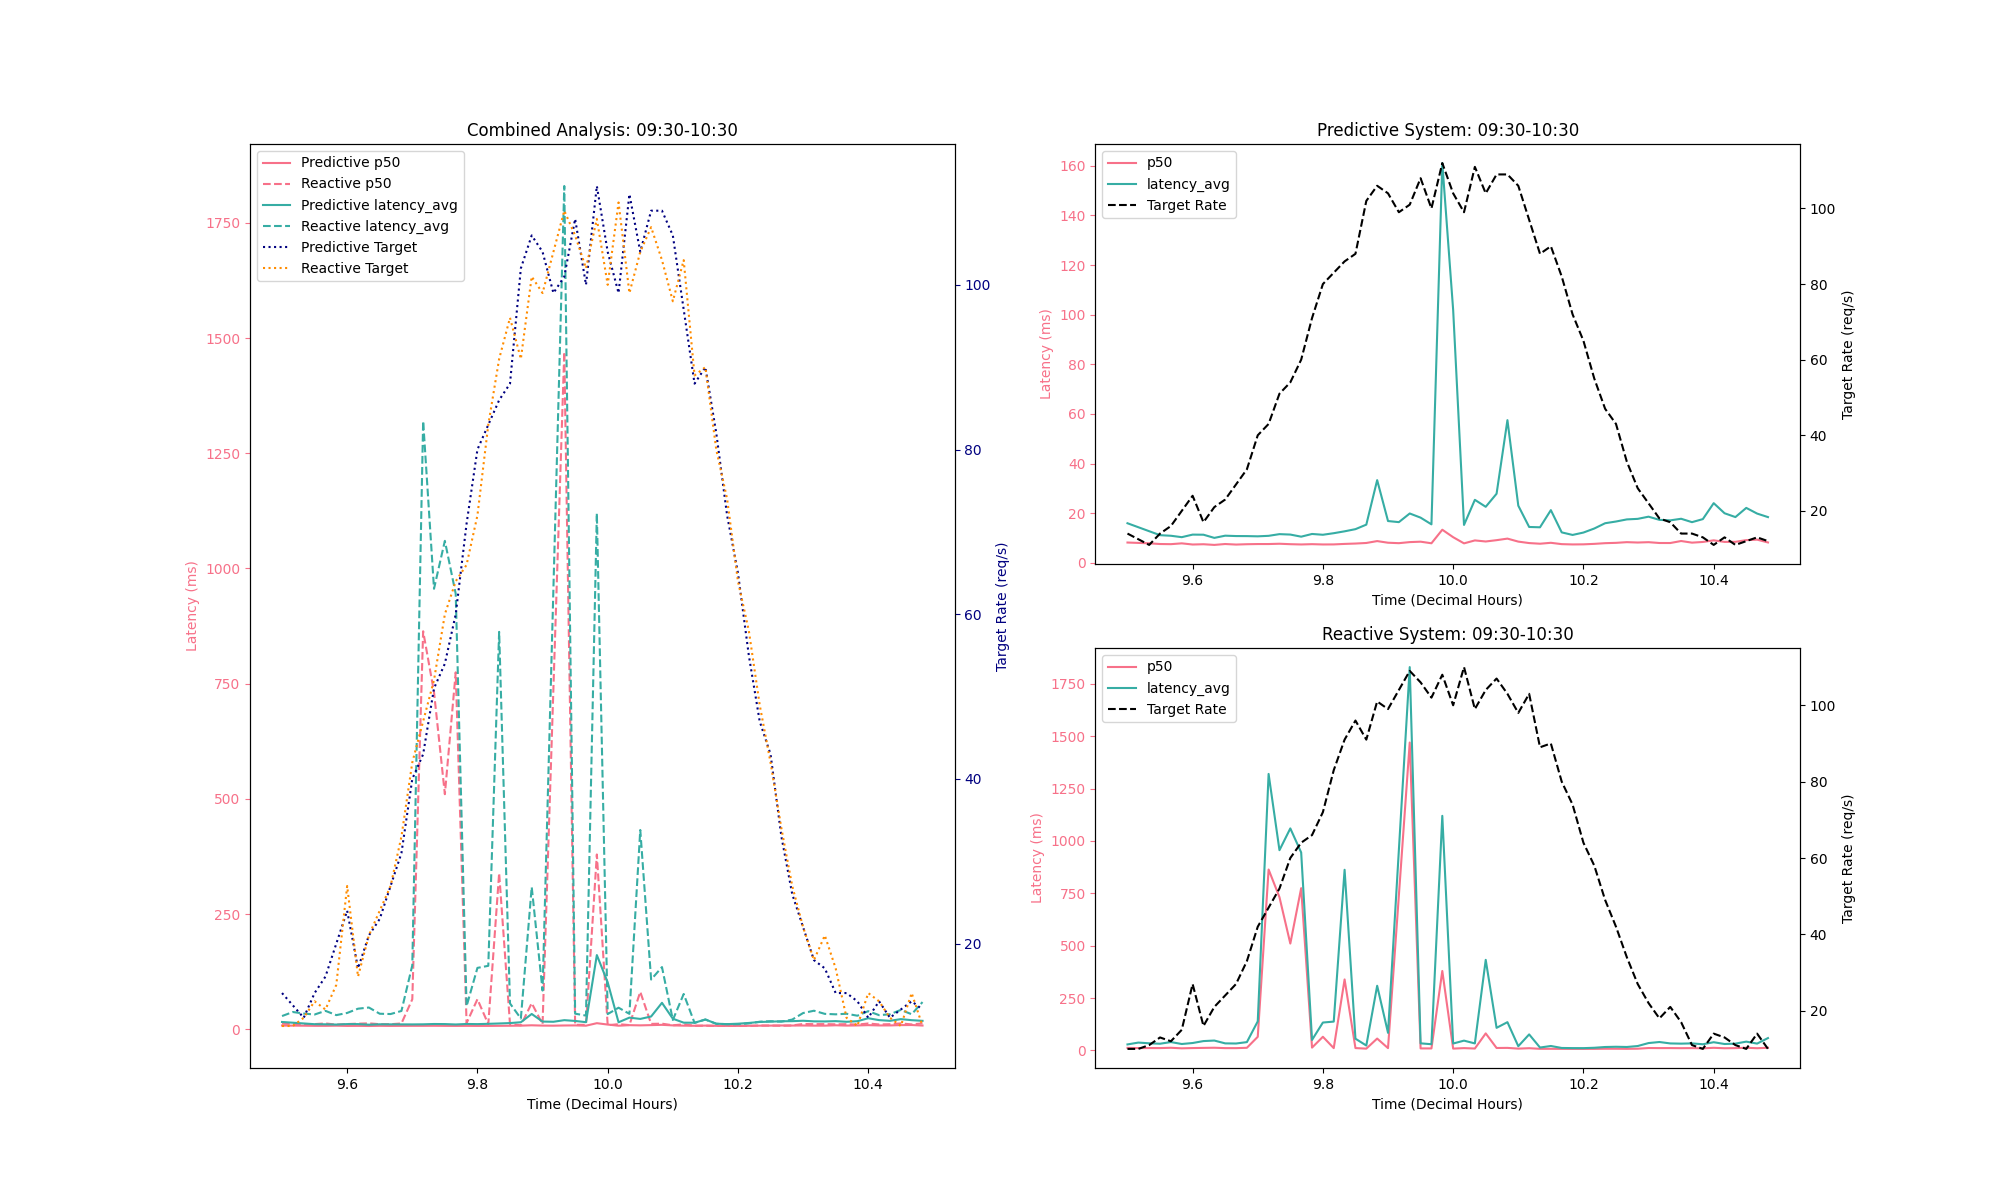 Combined Analysis: 09:30-10:30
Predictive p50
Reactive p50
Predictive latency_avg
Reactive latency_avg
Predictive Target
Reactive Target
Latency (ms)
1750
1500
1250
1000
750
500
250
0
100
80
60
40
20
Target Rate (req/s)
9.6 9.8 10.0 10.2 10.4
Time (Decimal Hours)
Predictive System: 09:30-10:30
p50
latency_avg
Target Rate
Latency (ms)
160
140
120
100
80
60
40
20
0
100
80
60
40
20
Target Rate (req/s)
9.6 9.8 10.0 10.2 10.4
Time (Decimal Hours)
Reactive System: 09:30-10:30
p50
latency_avg
Target Rate
Latency (ms)
1750
1500
1250
1000
750
500
250
0
100
80
60
40
20
Target Rate (req/s)
9.6 9.8 10.0 10.2 10.4
Time (Decimal Hours)